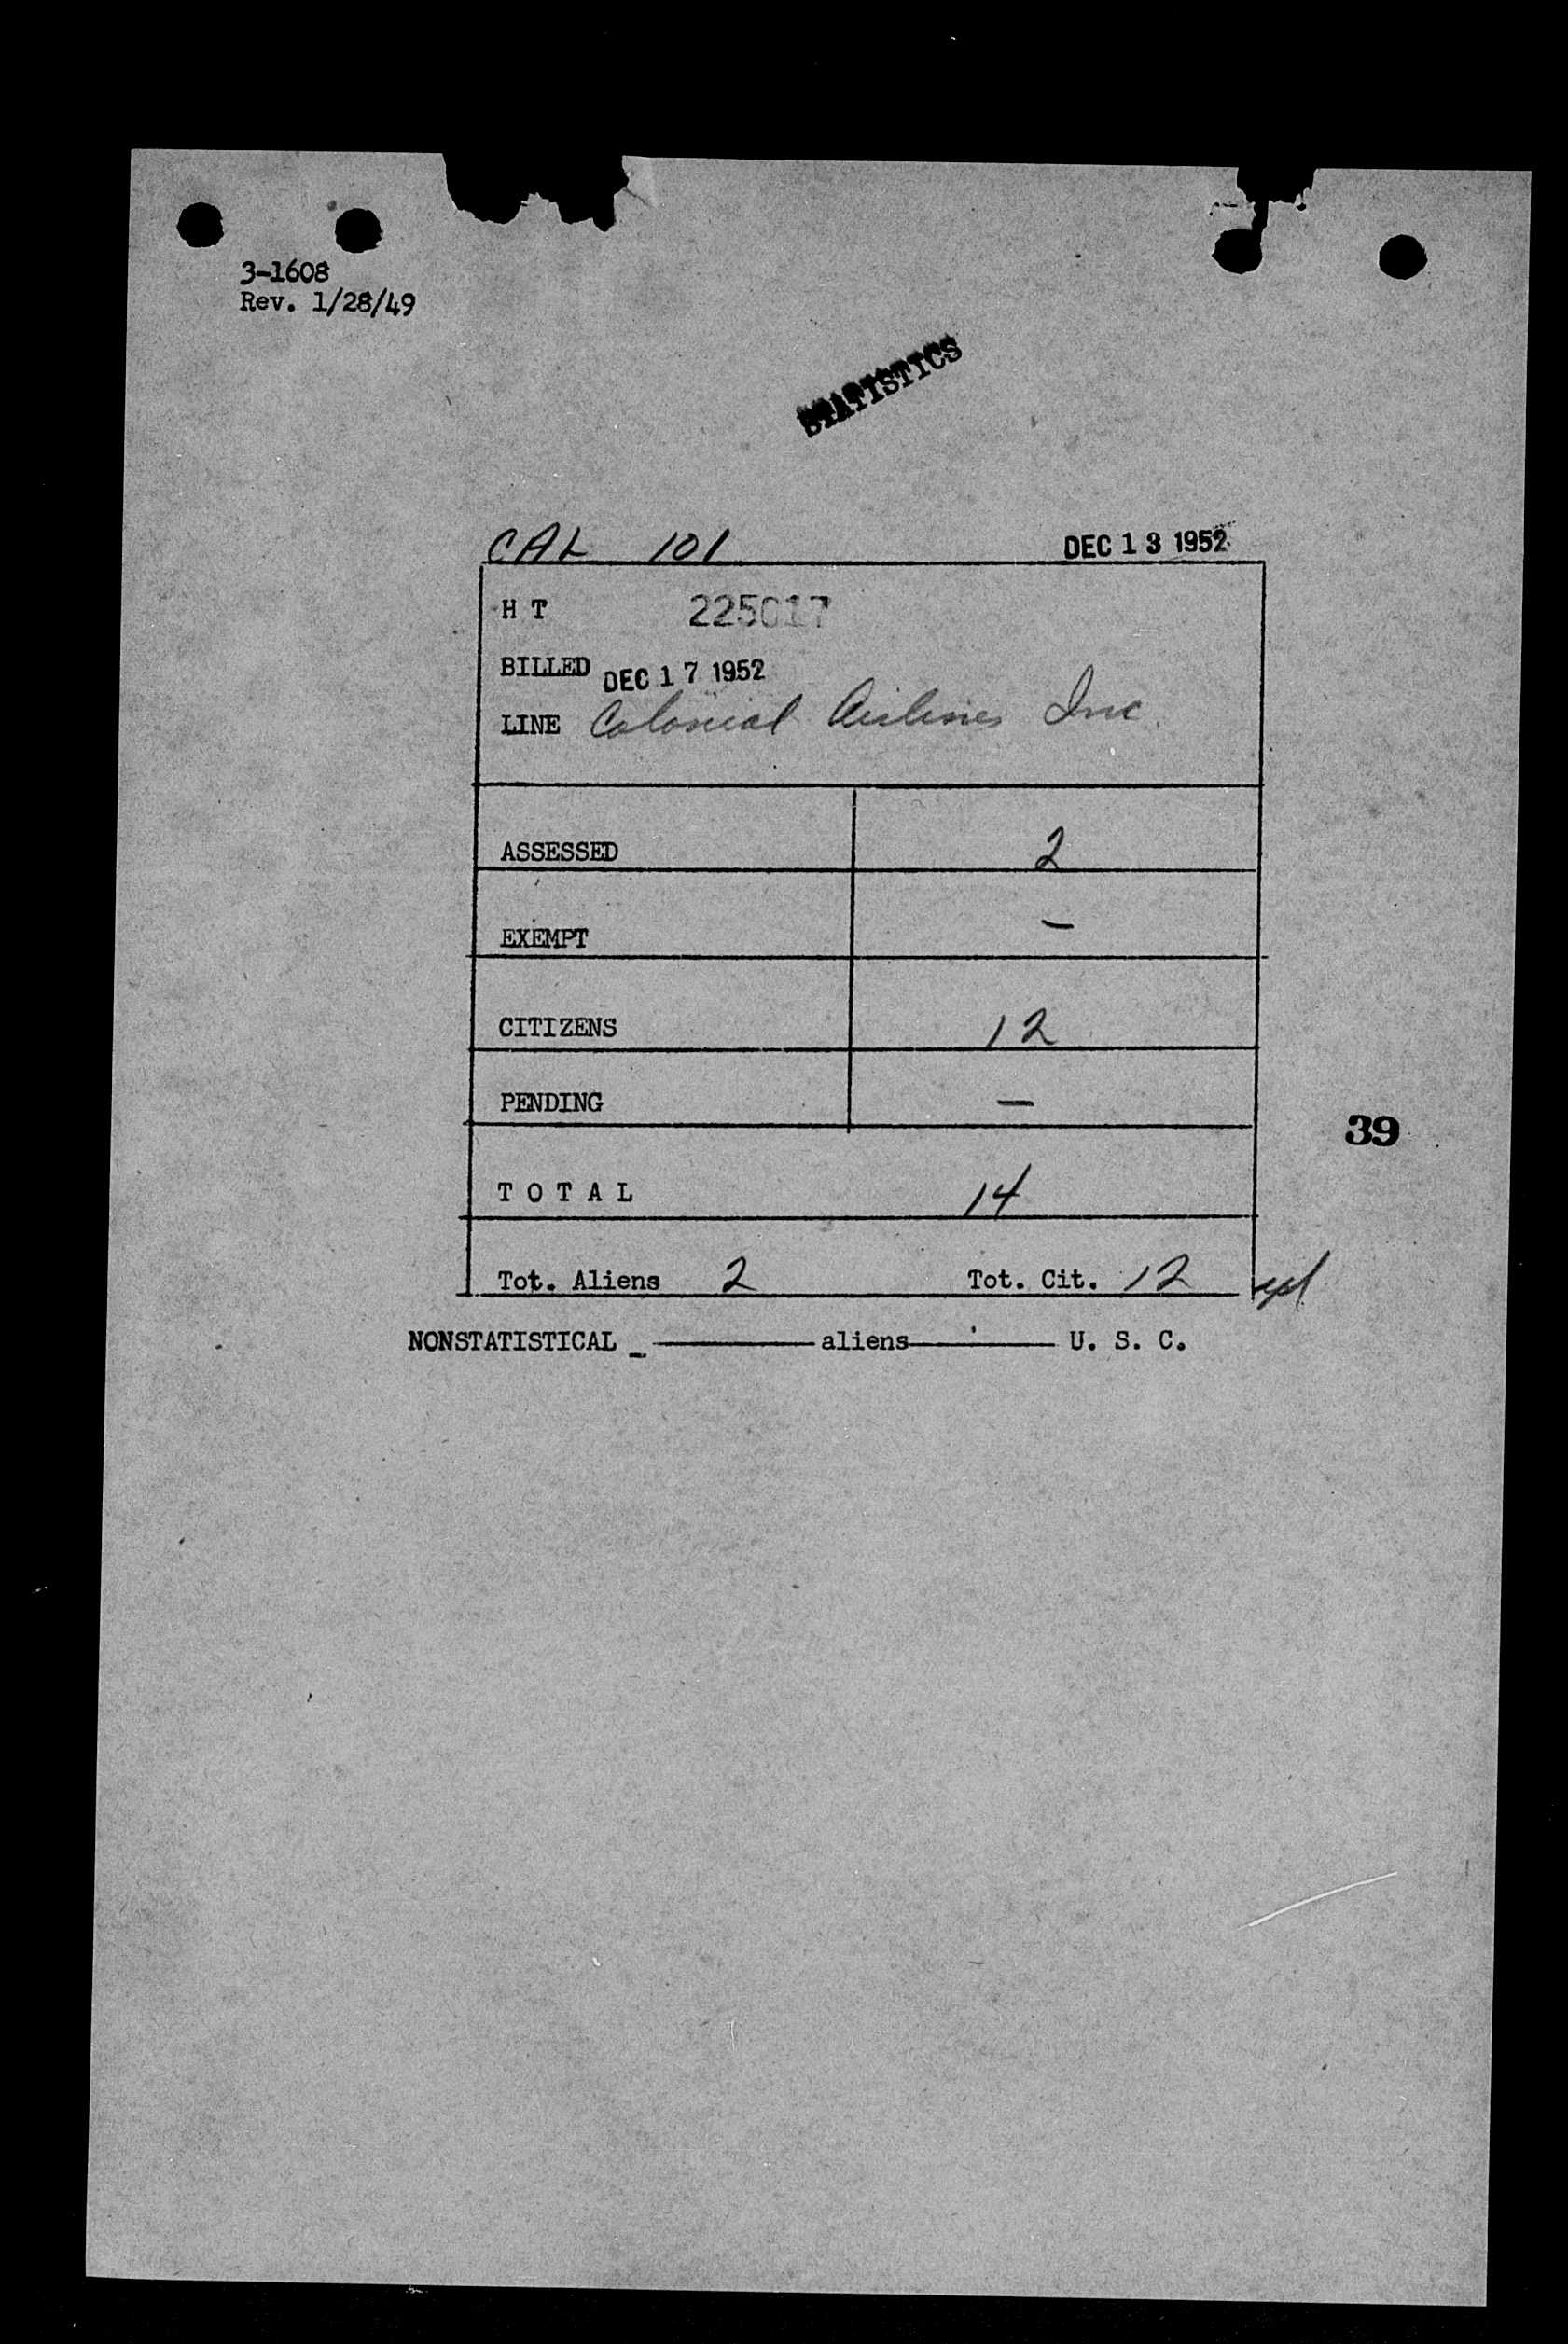 3-1608
Rev. 1/28/49
STATISTICS
CAL 101 DEC 13 1952
H T 225017
BILLED DEC 17 1952
LINE Colonial Airlines Inc.
ASSESSED 2
EXEMPT —
CITIZENS 12
PENDING —
39
T O T A L 14
Tot. Aliens 2 Tot. Cit. 12
NONSTATISTICAL _ ——— aliens ——— U. S. C.